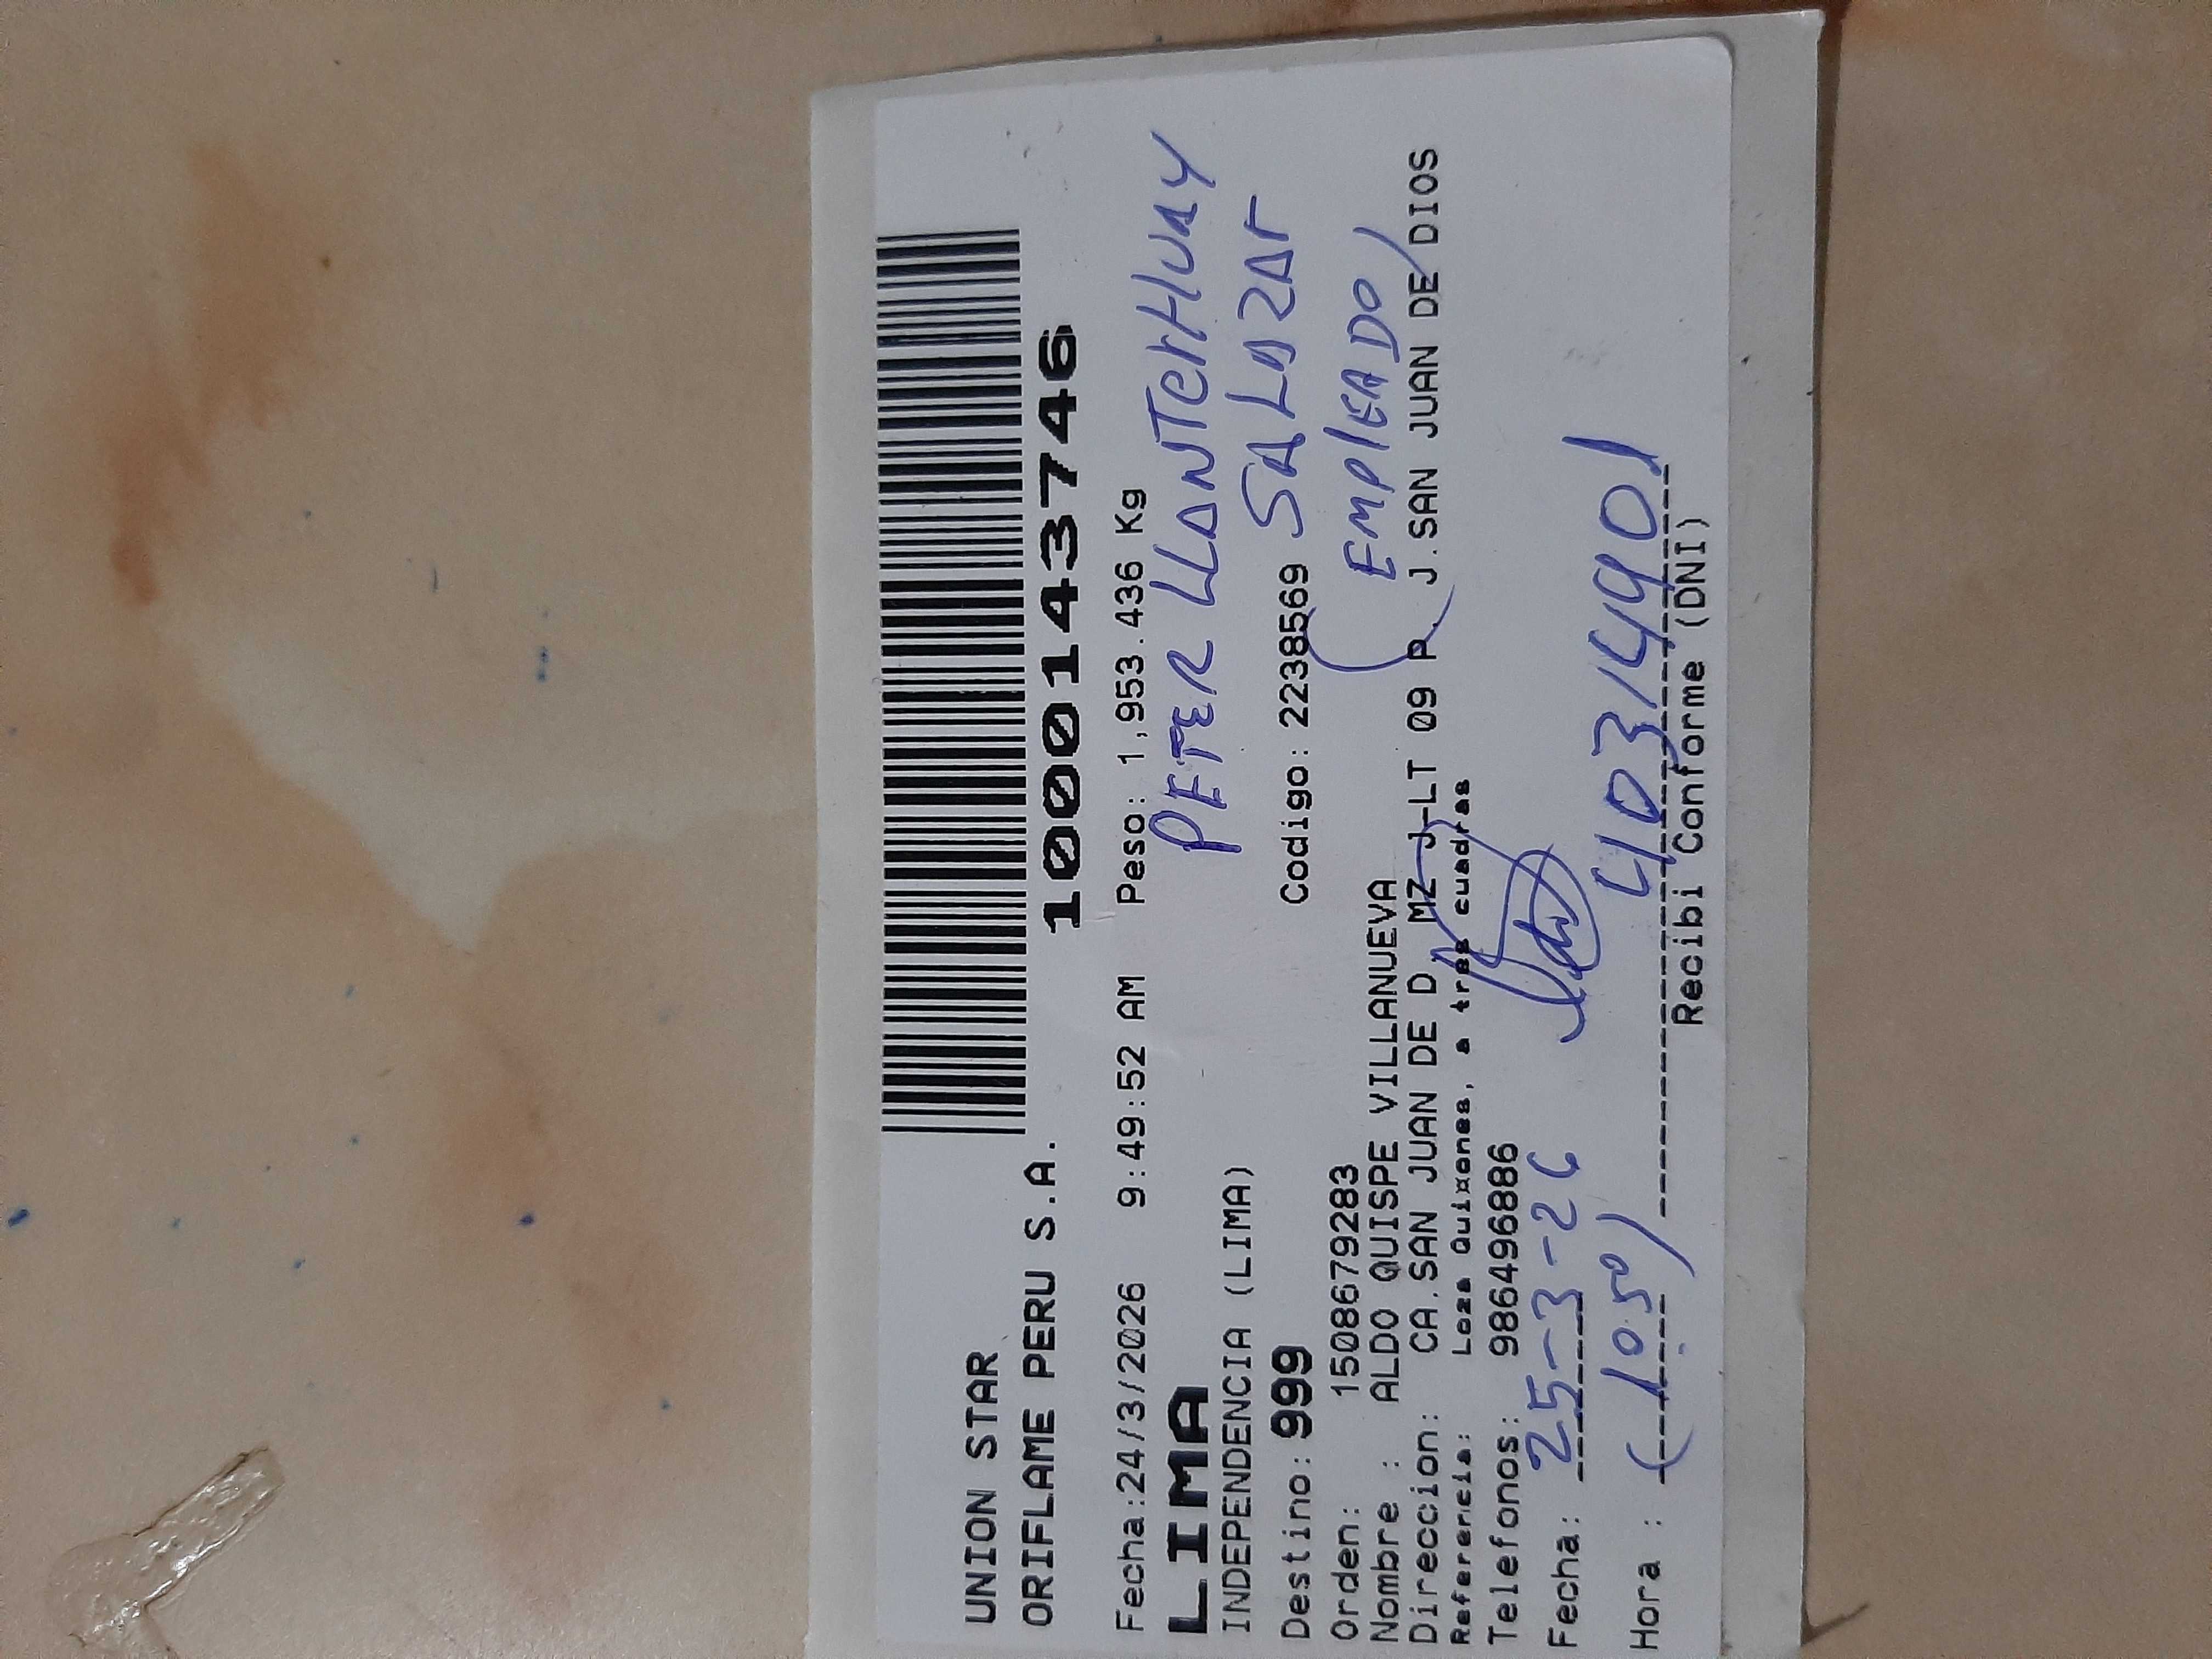 UNION STAR
ORIFLAME PERU S.A.
1000143746
Fecha:24/3/2026 9:49:52 AM Peso: 1,953.436 Kg
LIMA
PETER LLANTERHUAY
INDEPENDENCIA (LIMA)
SALAZAR
Destino: 999 Codigo: 2238569
(EMPLEADO)
Orden: 1508679283
Nombre : ALDO QUISPE VILLANUEVA
Direccion: CA.SAN JUAN DE D MZ J-LT 09 P. J.SAN JUAN DE DIOS
Referencia: Loza Qui¤ones, a tres cuadras
Telefonos: 986496886
Fecha: 25-3-26
Hora : (10:50) 40314901
Recibi Conforme (DNI)